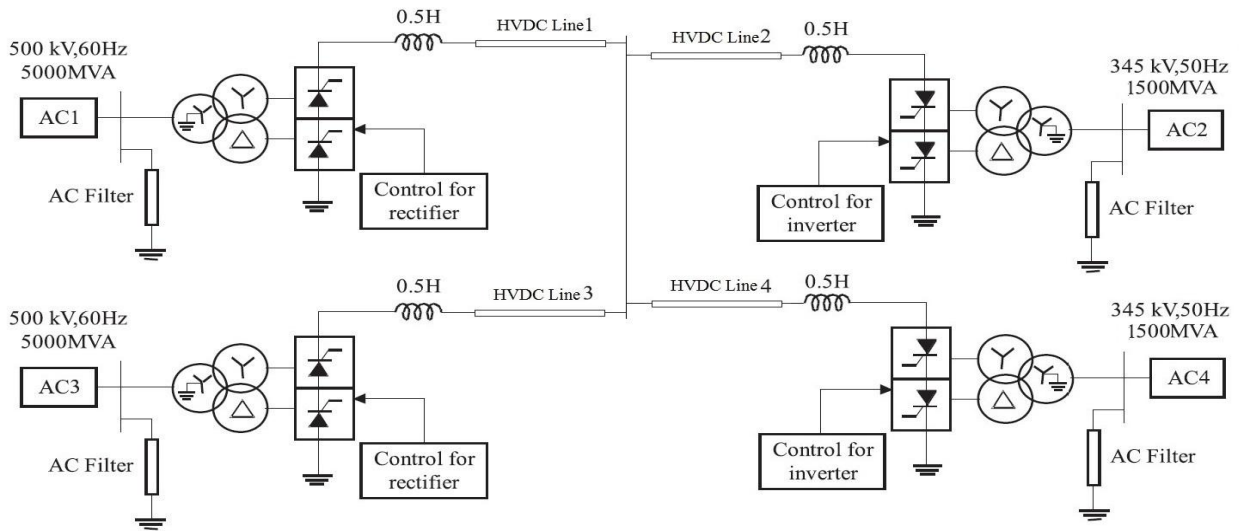 0.5H
HVDC Line1
500 kV,60Hz
5000MVA
AC1
AC Filter
Control for
rectifier
HVDC Line2
0.5H
345 kV,50Hz
1500MVA
AC2
AC Filter
Control for
inverter
0.5H
HVDC Line 3
500 kV,60Hz
5000MVA
AC3
AC Filter
Control for
rectifier
HVDC Line 4
0.5H
345 kV,50Hz
1500MVA
AC4
AC Filter
Control for
inverter